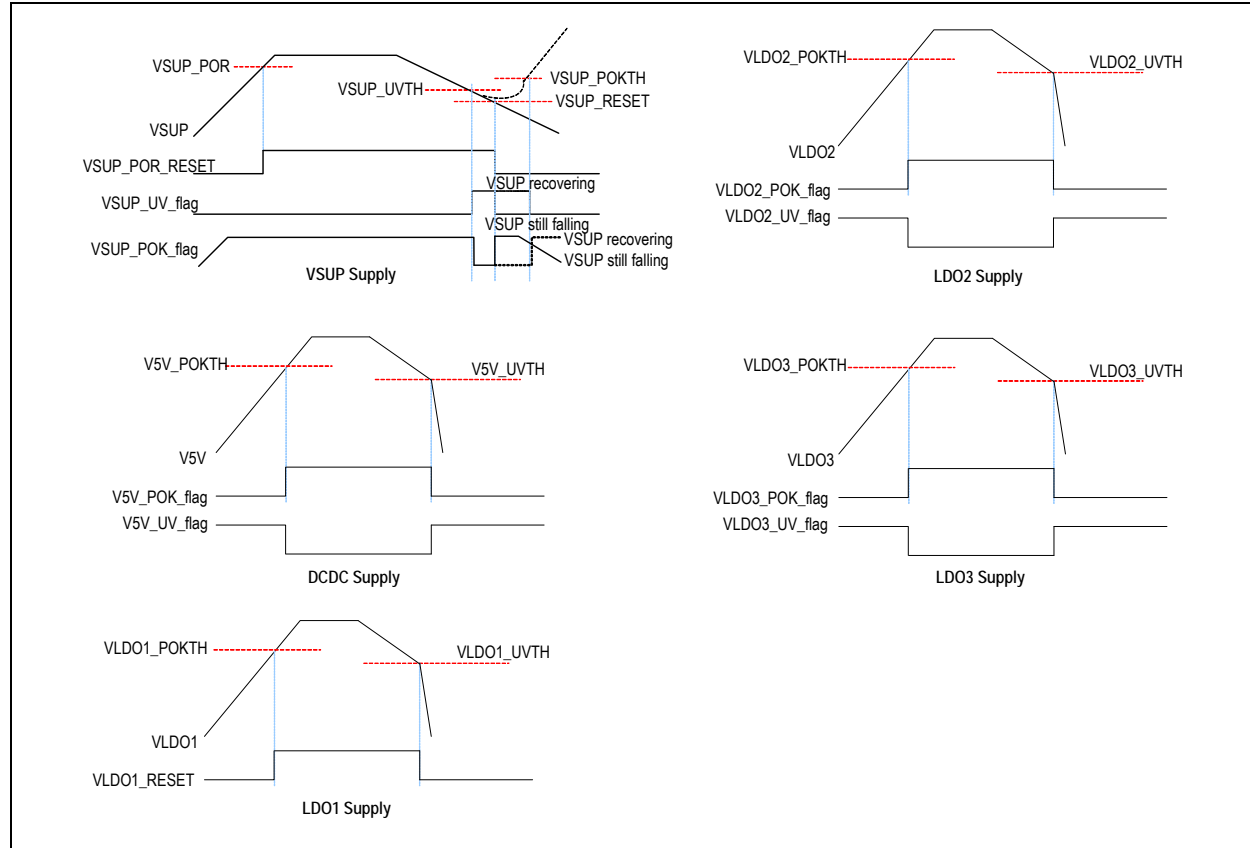 VSUP_POR
VSUP_UVTH
VSUP_POKTH
VSUP_RESET
VSUP
VSUP_POR_RESET
VSUP recovering
VSUP_UV_flag
VSUP still falling
VSUP_POK_flag
VSUP recovering
VSUP still falling
VSUP Supply
VLDO2_POKTH
VLDO2_UVTH
VLDO2
VLDO2_POK_flag
VLDO2_UV_flag
LDO2 Supply
V5V_POKTH
V5V_UVTH
V5V
V5V_POK_flag
V5V_UV_flag
DCDC Supply
VLDO3_POKTH
VLDO3_UVTH
VLDO3
VLDO3_POK_flag
VLDO3_UV_flag
LDO3 Supply
VLDO1_POKTH
VLDO1_UVTH
VLDO1
VLDO1_RESET
LDO1 Supply